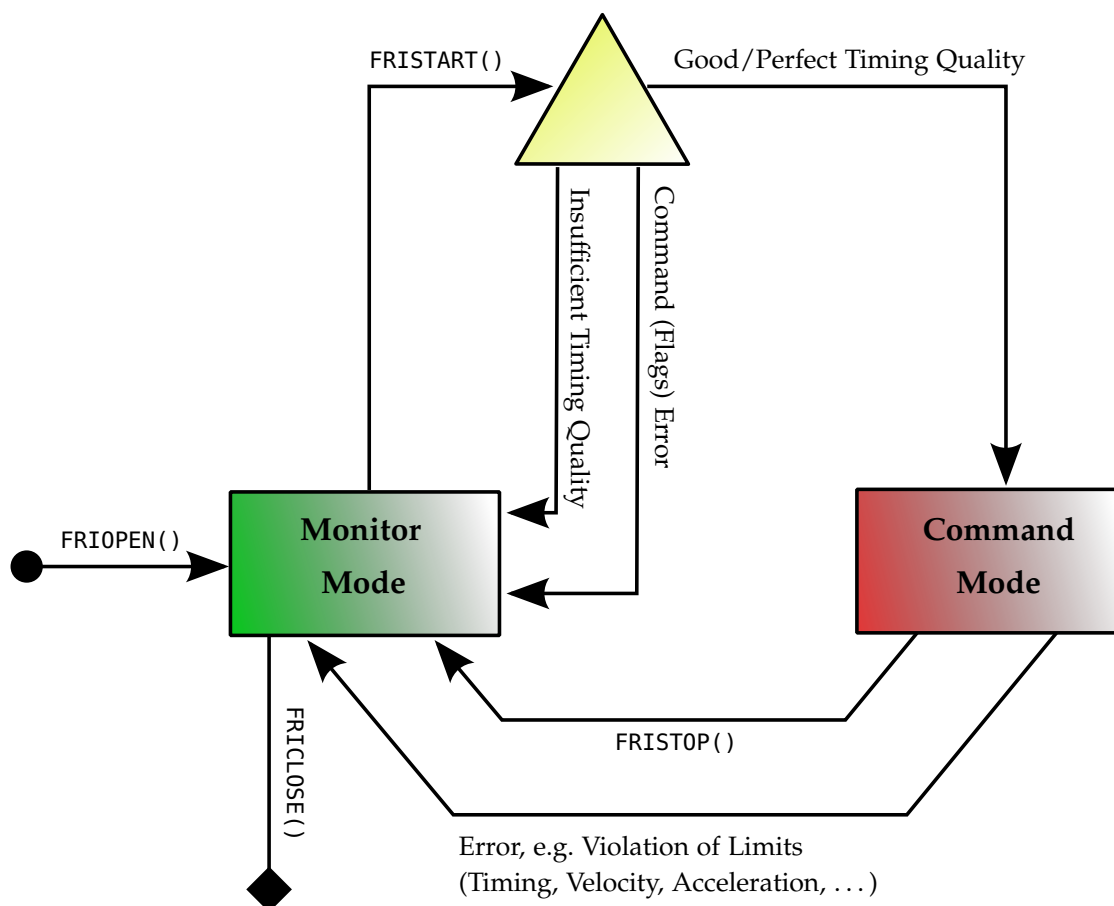 FRISTART()
Good/Perfect Timing Quality
Insufficient Timing Quality
Command (Flags) Error
Monitor
Mode
Command
Mode
FRIOPEN()
FRICLOSE()
FRISTOP()
Error, e.g. Violation of Limits
(Timing, Velocity, Acceleration, . . . )